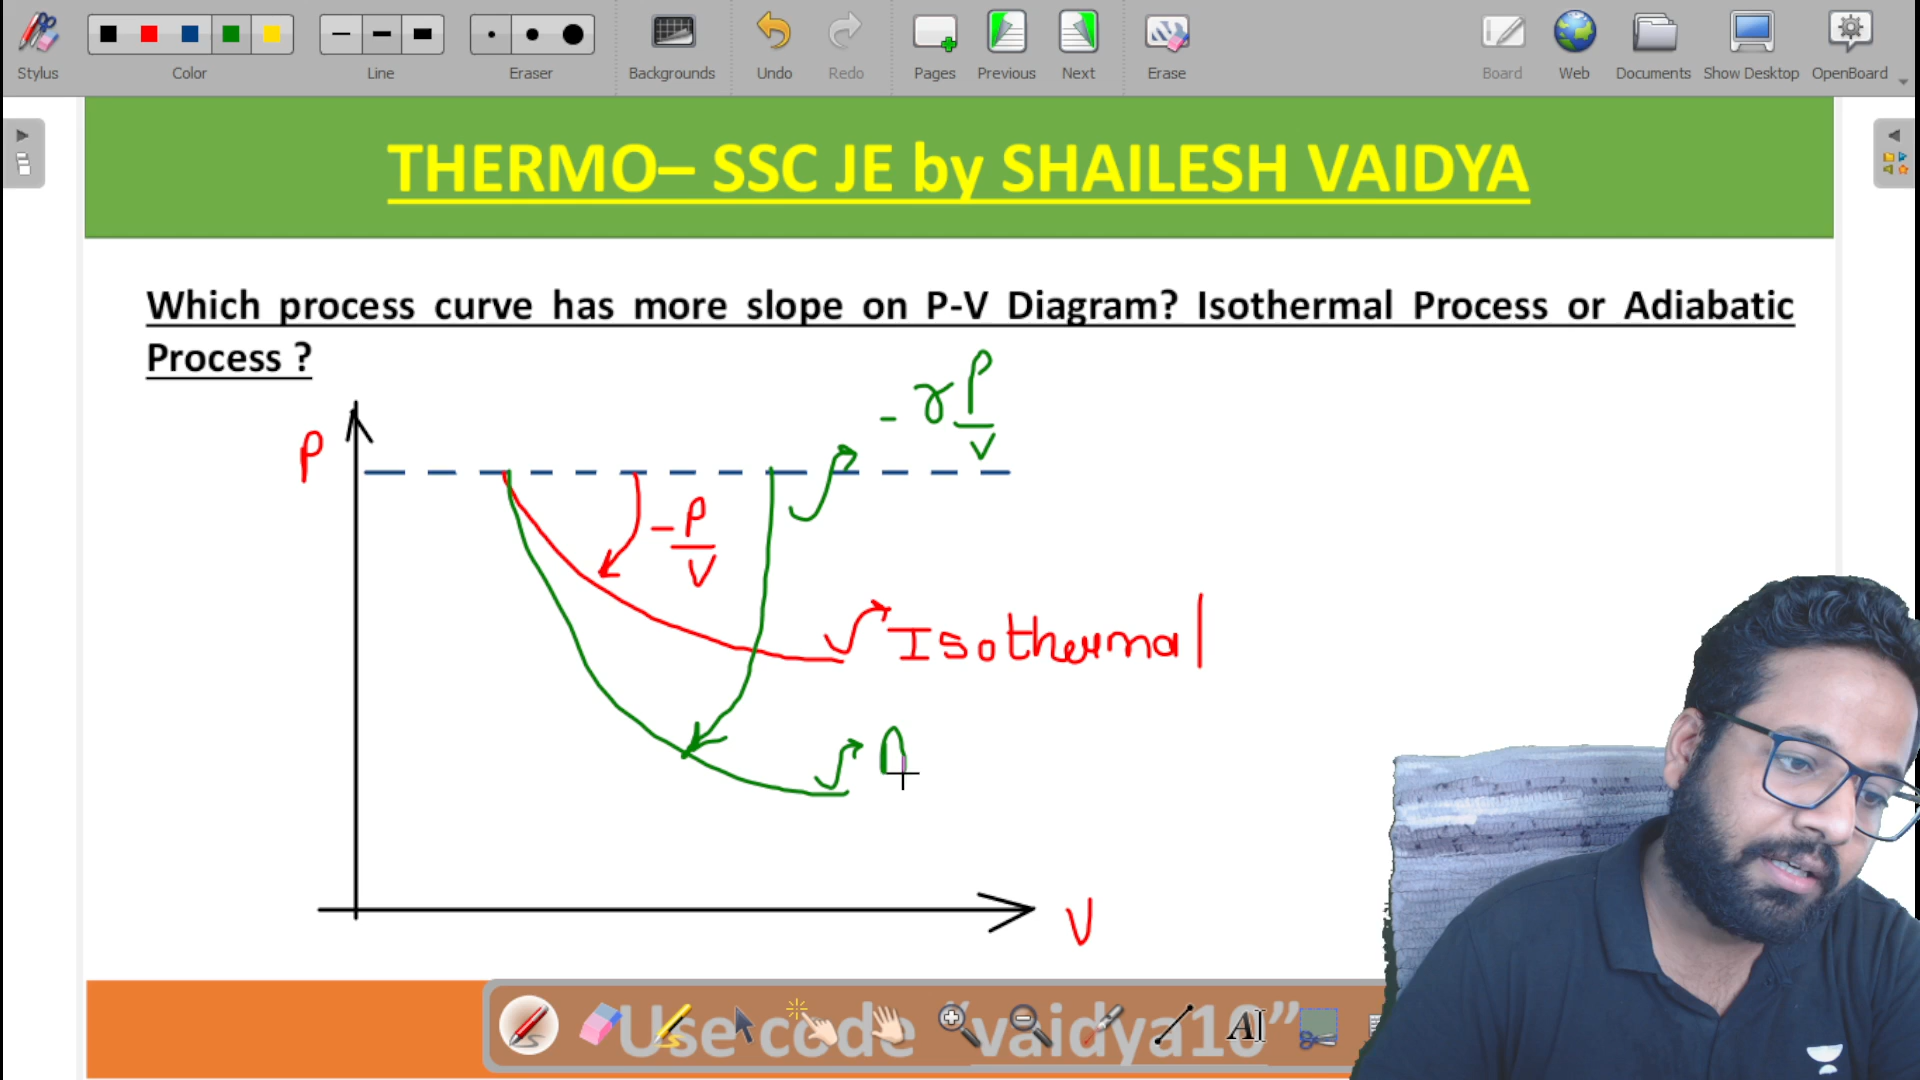 Stylus
Color
Line
Eraser
Backgrounds
Undo
Redo
Pages
Previous
Next
Erase
Board
Web
Documents
Show Desktop
OpenBoard
THERMO– SSC JE by SHAILESH VAIDYA
Which process curve has more slope on P-V Diagram? Isothermal Process or Adiabatic
Process ?
- γ P
V
P
- P
V
Isothermal
A
V
Use code “vaidya10”
AI